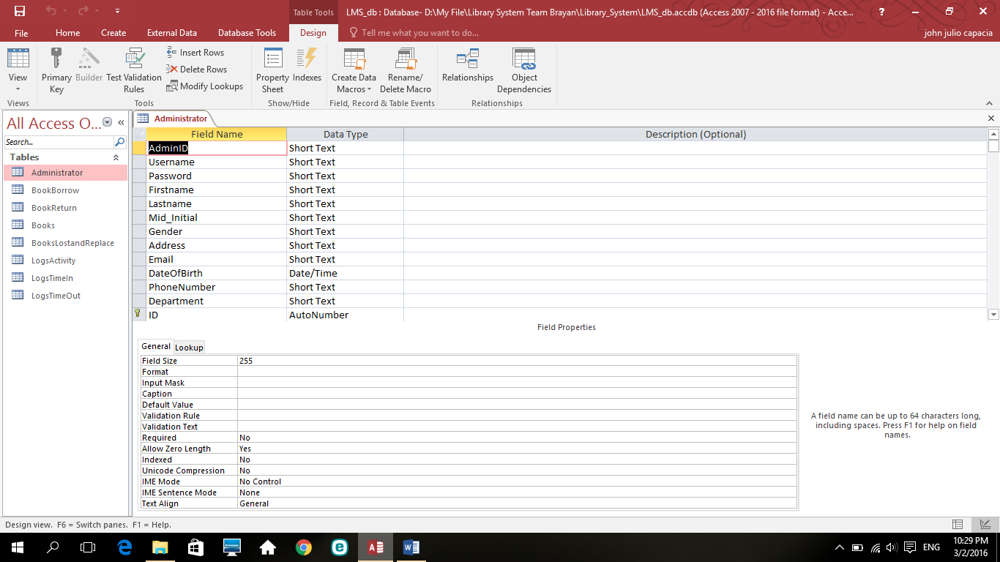 Table Tools
LMS_db : Database- D:\My File\Library System Team Brayan\Library_System\LMS_db.accdb (Access 2007 - 2016 file format) - Acce...
?
File Home Create External Data Database Tools Design Tell me what you want to do... john julio capacia
View
Views
Primary Key
Builder
Test Validation Rules
Insert Rows
Delete Rows
Modify Lookups
Tools
Property Sheet
Indexes
Show/Hide
Create Data Macros
Rename/ Delete Macro
Field, Record & Table Events
Relationships
Object Dependencies
Relationships
All Access O...
Search...
Tables
Administrator
BookBorrow
BookReturn
Books
BooksLostandReplace
LogsActivity
LogsTimeIn
LogsTimeOut
Administrator
Field Name Data Type Description (Optional)
AdminID Short Text
Username Short Text
Password Short Text
Firstname Short Text
Lastname Short Text
Mid_Initial Short Text
Gender Short Text
Address Short Text
Email Short Text
DateOfBirth Date/Time
PhoneNumber Short Text
Department Short Text
ID AutoNumber
Field Properties
General Lookup
Field Size 255
Format
Input Mask
Caption
Default Value
Validation Rule
Validation Text
Required No
Allow Zero Length Yes
Indexed No
Unicode Compression No
IME Mode No Control
IME Sentence Mode None
Text Align General
A field name can be up to 64 characters long,
including spaces. Press F1 for help on field
names.
Design view. F6 = Switch panes. F1 = Help.
ENG
10:29 PM
3/2/2016